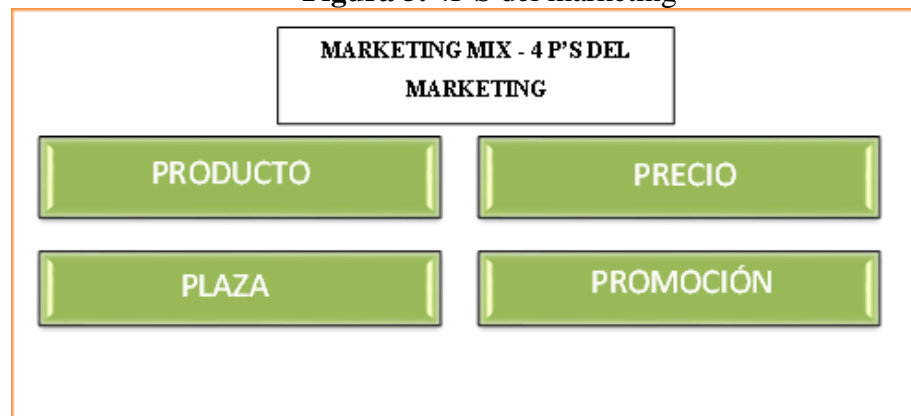 MARKETING MIX - 4 P'S DEL
MARKETING
PRODUCTO
PRECIO
PLAZA
PROMOCIÓN